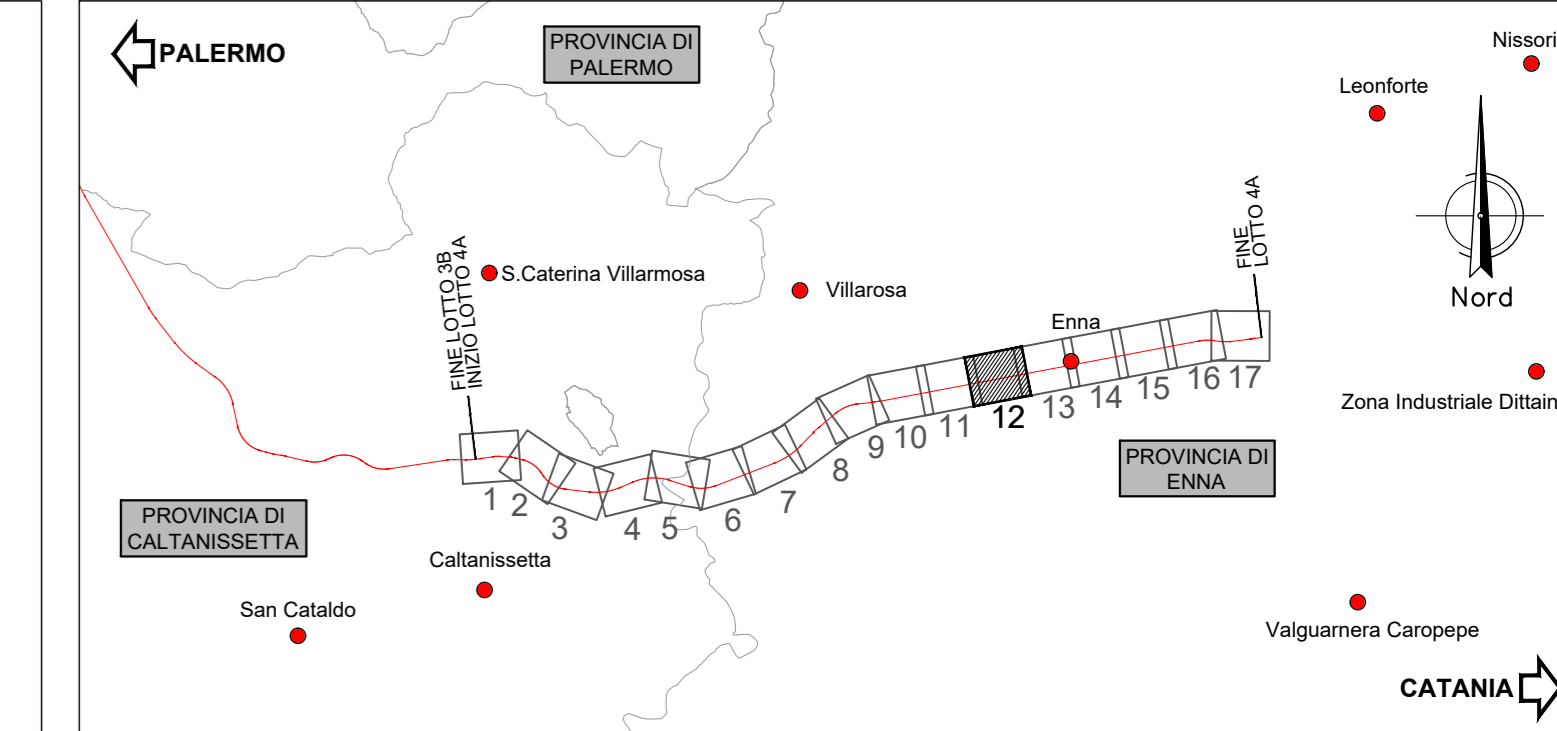 PALERMO
PROVINCIA DI
PALERMO
Nissori
Leonforte
Nord
FINE LOTTO 3B
INIZIO LOTTO 4A
S.Caterina Villarmosa
Villarosa
Enna
FINE
LOTTO 4A
Zona Industriale Dittain
1
2
3
4
5
6
7
8
9
10
11
12
13
14
15
16
17
PROVINCIA DI
ENNA
PROVINCIA DI
CALTANISSETTA
Caltanissetta
San Cataldo
Valguarnera Caropepe
CATANIA